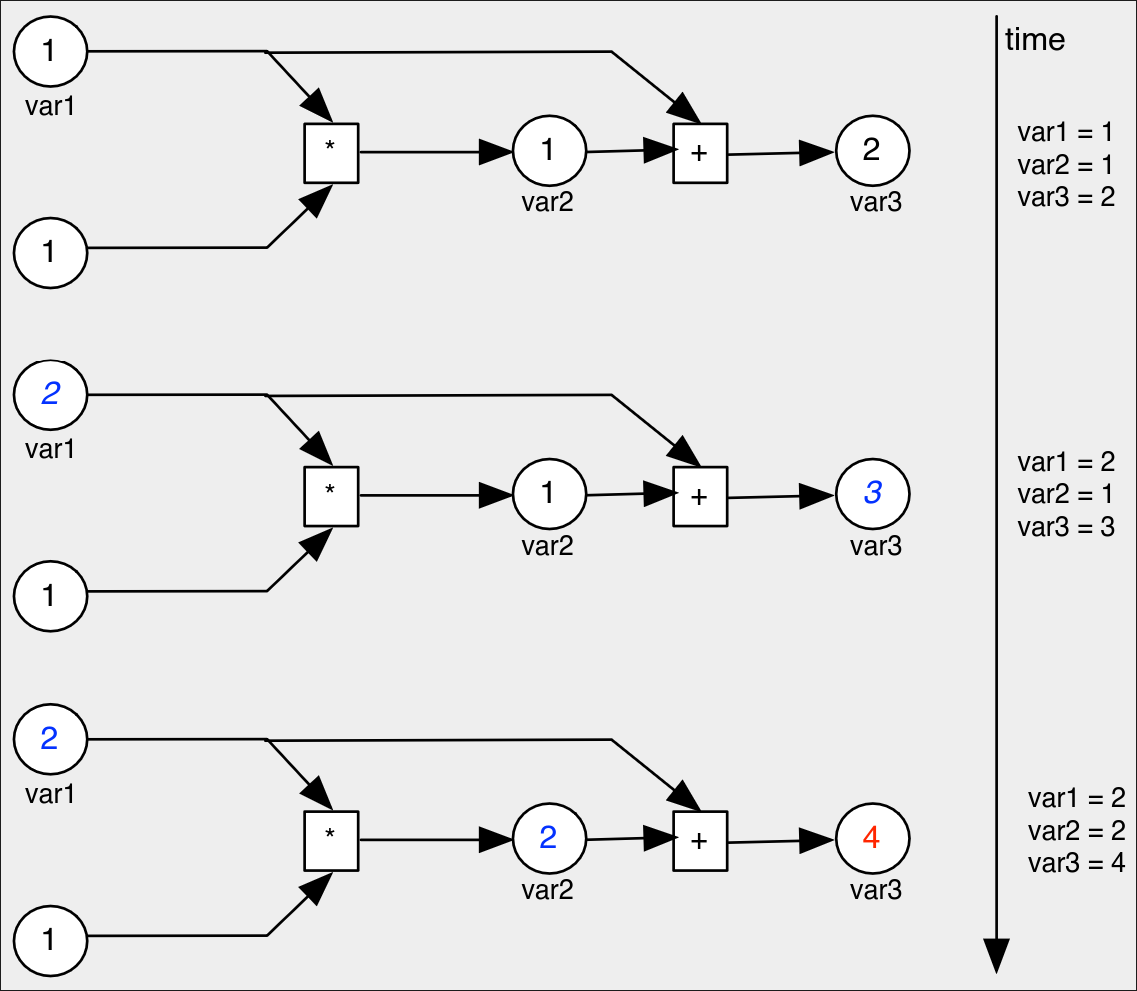 1
time
var1
var1 = 1
* 1 + 2
var2 = 1
var2 var3
var3 = 2
1
2
var1
var1 = 2
* 1 + 3
var2 = 1
var2 var3
var3 = 3
1
2
var1
var1 = 2
* 2 + 4
var2 = 2
var2 var3
var3 = 4
1